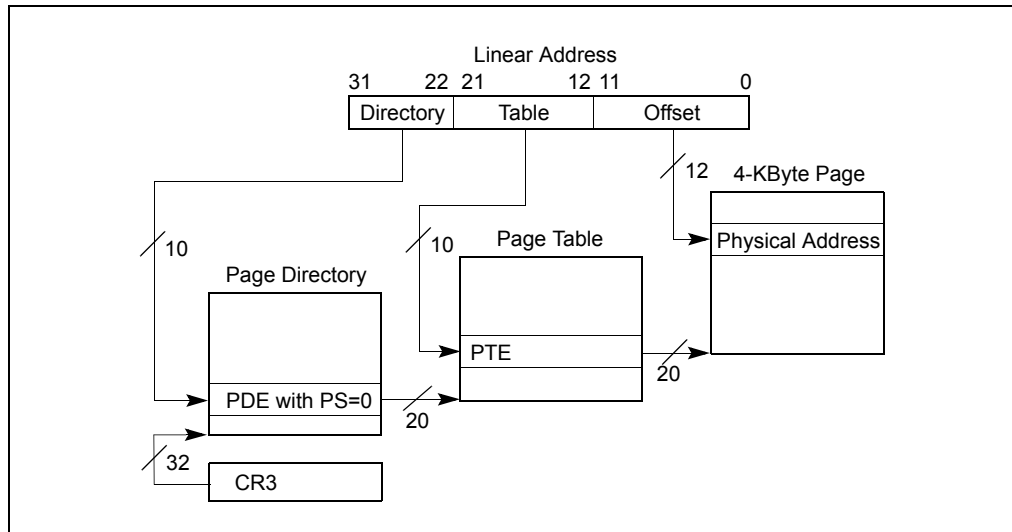 Linear Address
31 22 21 12 11 0
Directory Table Offset
12
4-KByte Page
Physical Address
10
10
Page Table
Page Directory
PTE
20
PDE with PS=0
20
32
CR3